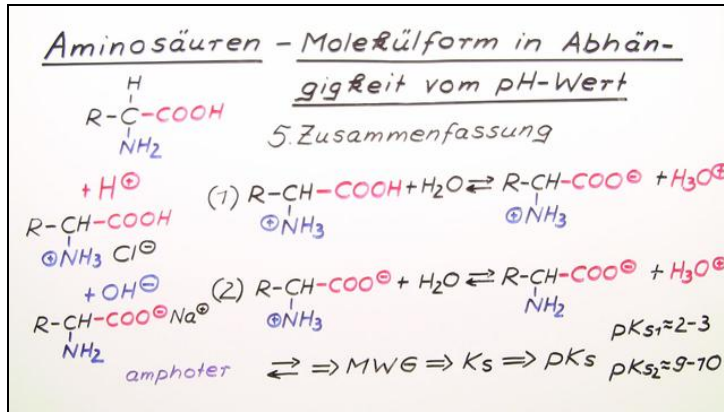 Aminosäuren - Molekülform in Abhän-
gigkeit vom pH-Wert
5. Zusammenfassung
H
R-C-COOH
NH₂
+ H⊕
R-CH-COOH
⊕NH₃ Cl⊖
+ OH⊖
R-CH-COO⊖Na⊕
NH₂
amphoter
(1) R-CH-COOH + H₂O ⇌ R-CH-COO⊖ + H₃O⊕
⊕NH₃ ⊕NH₃
(2) R-CH-COO⊖ + H₂O ⇌ R-CH-COO⊖ + H₃O⊕
⊕NH₃ NH₂
pKs₁≈2-3
⇌ ⇒ MWG ⇒ Ks ⇒ pKs
pKs₂≈9-10